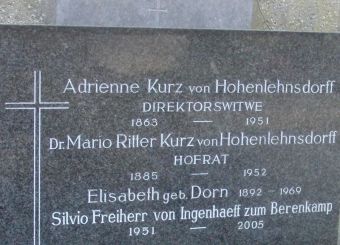 Adrienne Kurz von Hohenlehnsdorff
DIREKTORSWITWE
1863 — 1951
Dr. Mario Ritter Kurz von Hohenlehnsdorff
HOFRAT
1885 — 1952
Elisabeth geb. Dorn 1892 - 1969
Silvio Freiherr von Ingenhaeff zum Berenkamp
1931 — 2005